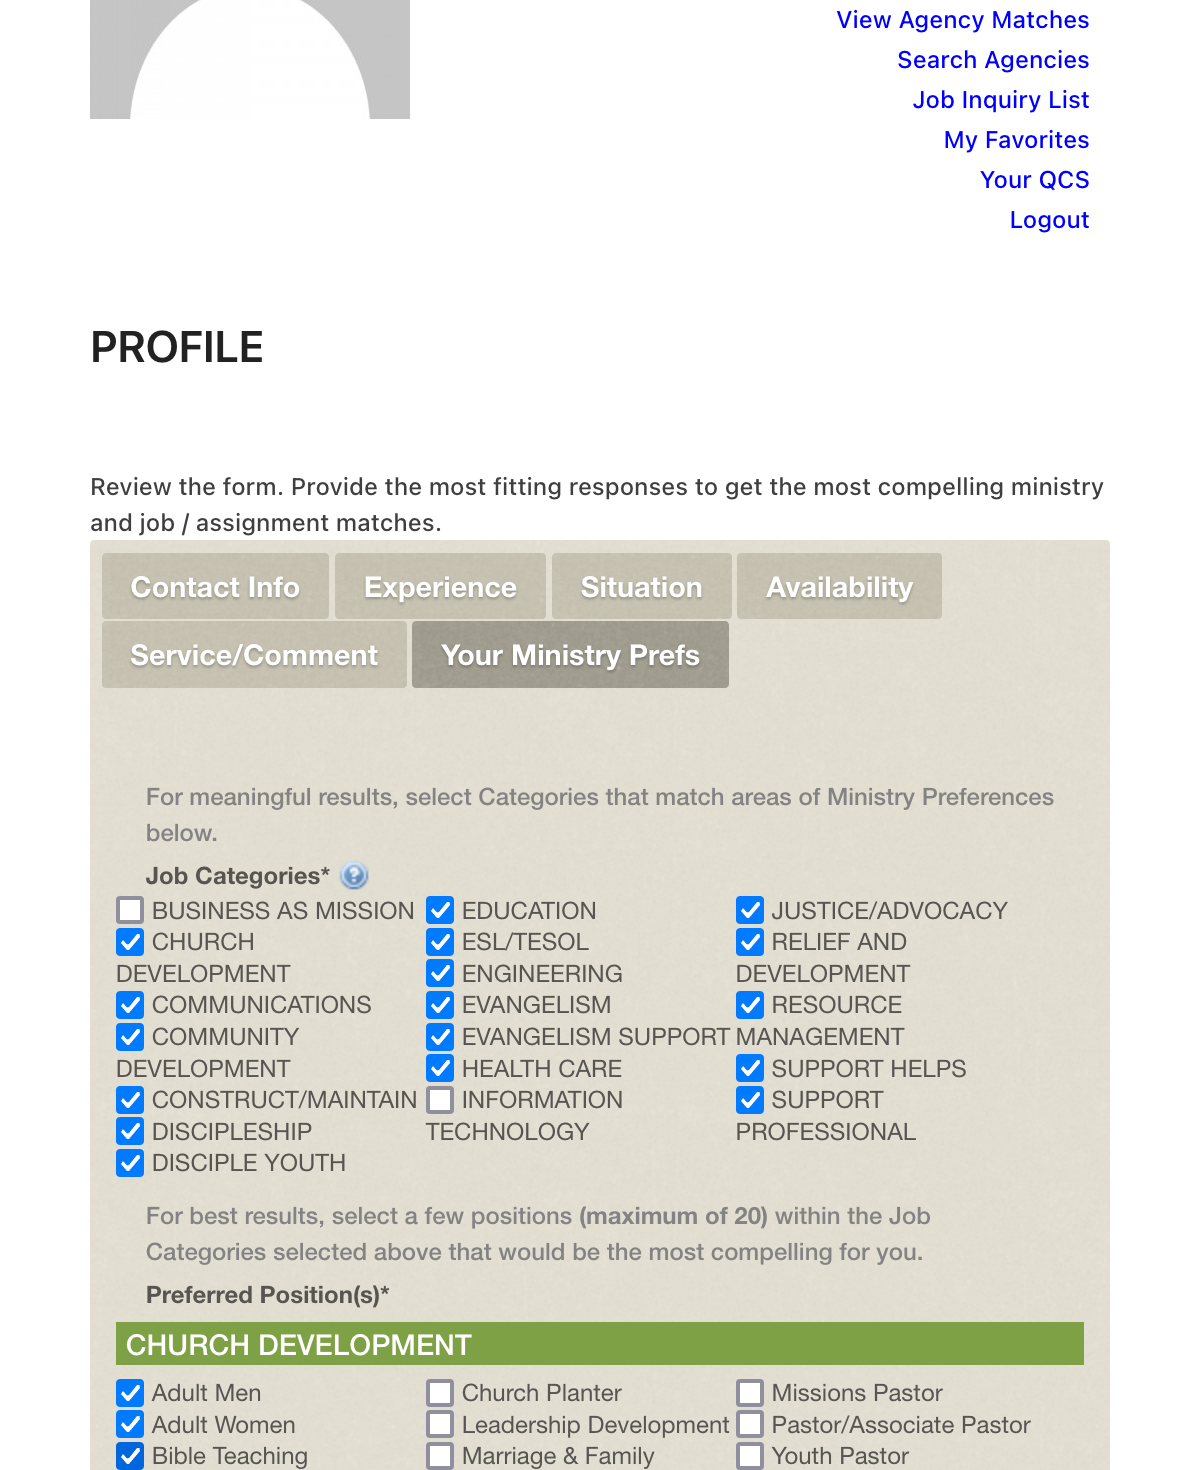 View Agency Matches
Search Agencies
Job Inquiry List
My Favorites
Your QCS
Logout
PROFILE
Review the form. Provide the most fitting responses to get the most compelling ministry
and job / assignment matches.
Contact Info Experience Situation Availability
Service/Comment Your Ministry Prefs
For meaningful results, select Categories that match areas of Ministry Preferences
below.
Job Categories* ?
BUSINESS AS MISSION
CHURCH
DEVELOPMENT
COMMUNICATIONS
COMMUNITY
DEVELOPMENT
CONSTRUCT/MAINTAIN
DISCIPLESHIP
DISCIPLE YOUTH
EDUCATION
ESL/TESOL
ENGINEERING
EVANGELISM
EVANGELISM SUPPORT
HEALTH CARE
INFORMATION
TECHNOLOGY
JUSTICE/ADVOCACY
RELIEF AND
DEVELOPMENT
RESOURCE
MANAGEMENT
SUPPORT HELPS
SUPPORT
PROFESSIONAL
For best results, select a few positions (maximum of 20) within the Job
Categories selected above that would be the most compelling for you.
Preferred Position(s)*
CHURCH DEVELOPMENT
Adult Men
Adult Women
Bible Teaching
Church Planter
Leadership Development
Marriage & Family
Missions Pastor
Pastor/Associate Pastor
Youth Pastor